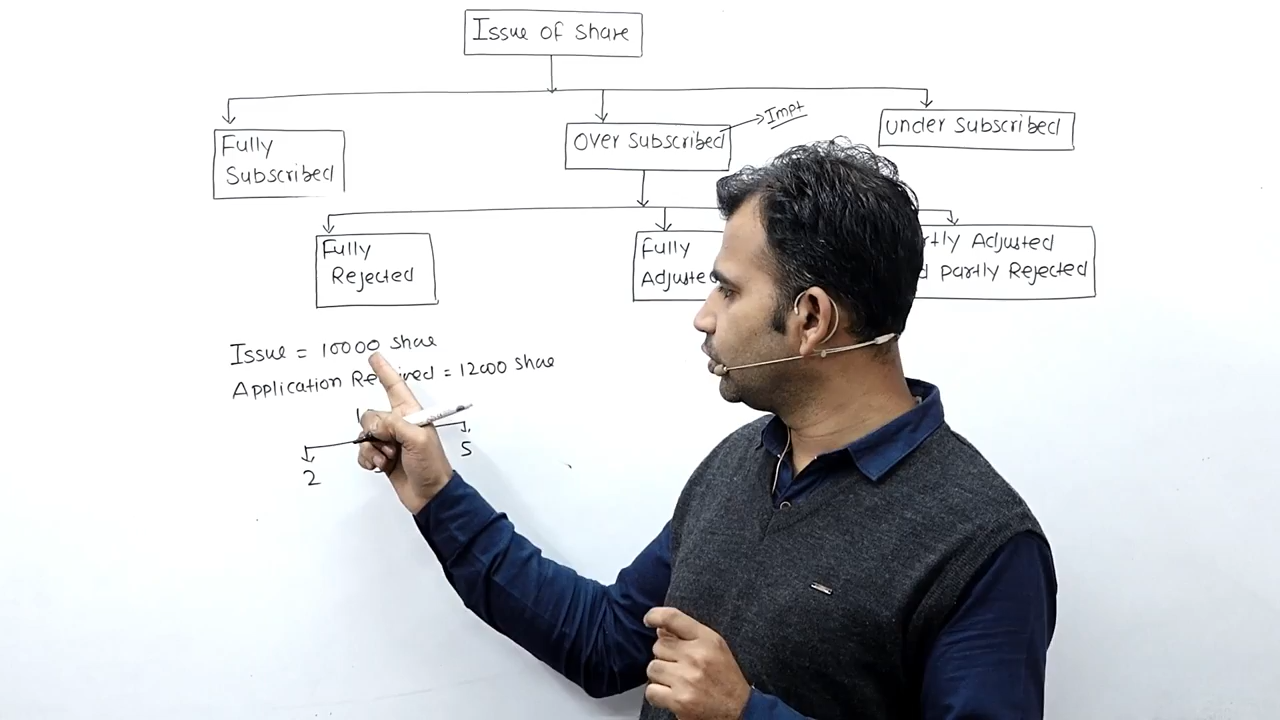 Issue of Share
Impt
Fully
Subscribed
Over Subscribed
Under Subscribed
Fully
Rejected
Fully
Adjuste
rtly Adjusted
d Partly Rejected
Issue = 10000 Share
Application = 12000 Share
2
5